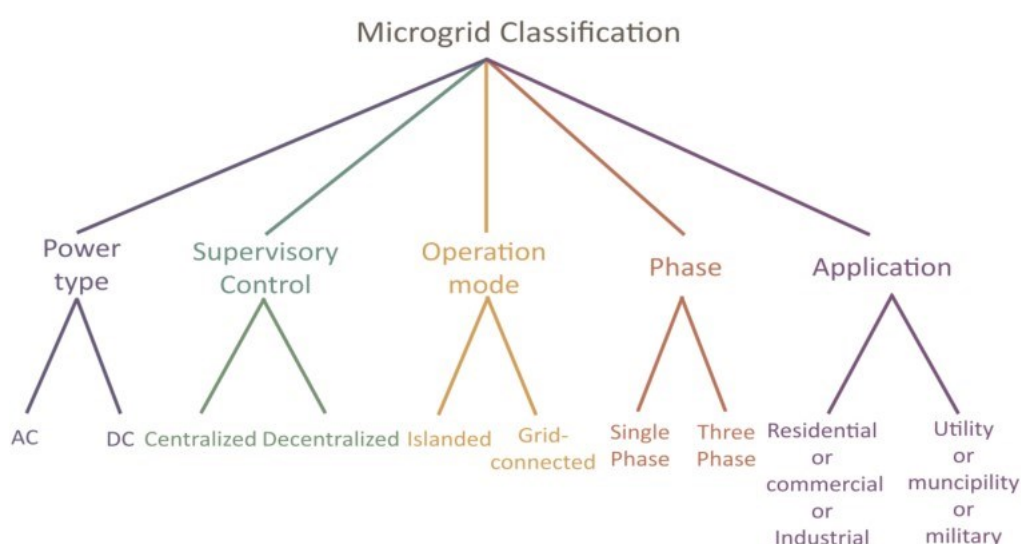 Microgrid Classification
Power
type
Supervisory
Control
Operation
mode
Phase
Application
AC
DC
Centralized
Decentralized
Islanded
Grid-
connected
Single
Phase
Three
Phase
Residential
or
commercial
or
Industrial
Utility
or
muncipility
or
military